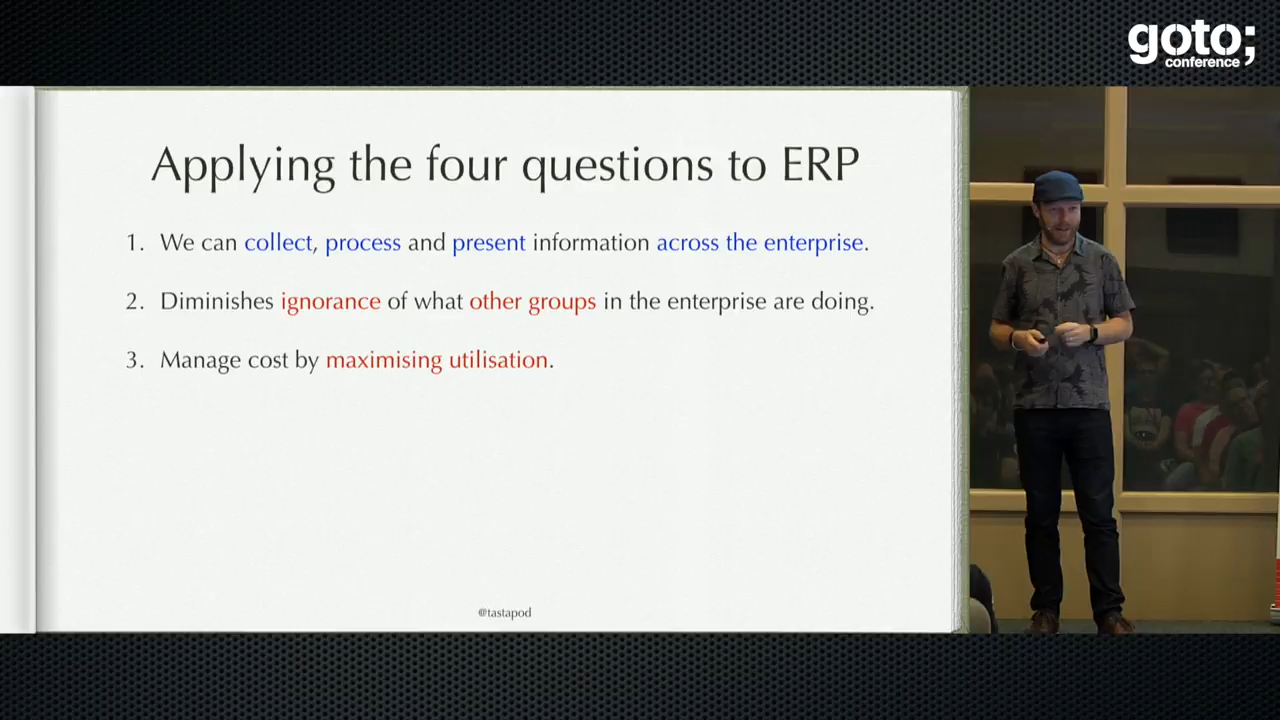 goto;
conference
Applying the four questions to ERP
1. We can collect, process and present information across the enterprise.
2. Diminishes ignorance of what other groups in the enterprise are doing.
3. Manage cost by maximising utilisation.
@tastapod